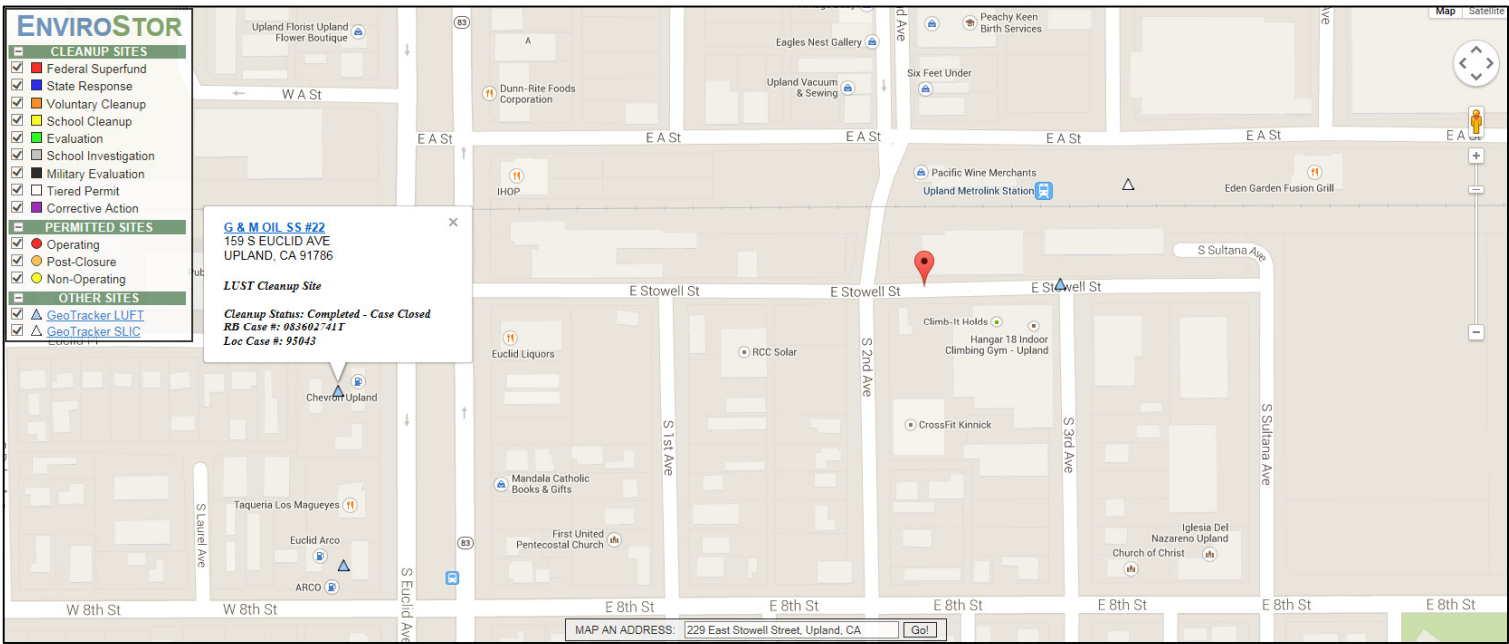 ENVIROSTOR
CLEANUP SITES
Federal Superfund
State Response
Voluntary Cleanup
School Cleanup
Evaluation
School Investigation
Military Evaluation
Tiered Permit
Corrective Action
PERMITTED SITES
Operating
Post-Closure
Non-Operating
OTHER SITES
GeoTracker LUFT
GeoTracker SLIC
Map
Satellite
Upland Florist Upland
Flower Boutique
83
A
Eagles Nest Gallery
Peachy Keen
Birth Services
Dunn-Rite Foods
Corporation
Upland Vacuum
& Sewing
Six Feet Under
W A St
E A St
E A St
E A St
E A St
E A St
IHOP
Pacific Wine Merchants
Upland Metrolink Station
Eden Garden Fusion Grill
G & M OIL SS #22
159 S EUCLID AVE
UPLAND, CA 91786
LUST Cleanup Site
Cleanup Status: Completed - Case Closed
RB Case #: 083602741T
Loc Case #: 95043
S Sultana Ave
E Stowell St
E Stowell St
E Stowell St
Climb-It Holds
Hangar 18 Indoor
Climbing Gym - Upland
Euclid Liquors
RCC Solar
S 2nd Ave
Chevron Upland
CrossFit Kinnick
S 1st Ave
S 3rd Ave
S Sultana Ave
Mandala Catholic
Books & Gifts
Taqueria Los Magueyes
S Laurel Ave
First United
Pentecostal Church
Iglesia Del
Nazareno Upland
Church of Christ
Euclid Arco
83
ARCO
S Euclid Ave
W 8th St
W 8th St
E 8th St
E 8th St
E 8th St
E 8th St
E 8th St
E 8th St
MAP AN ADDRESS: 229 East Stowell Street, Upland, CA Go!